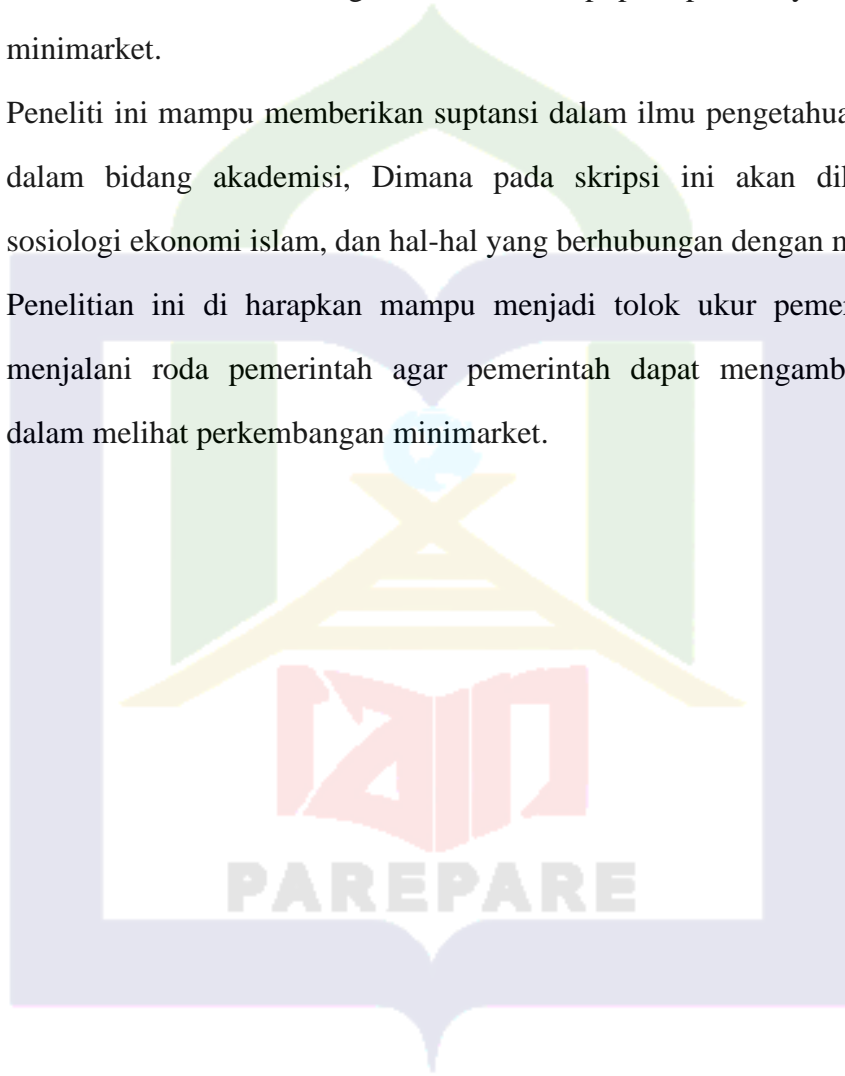 minimarket.
Peneliti ini mampu memberikan suptansi dalam ilmu
dalam bidang akademisi, Dimana pada skripsi ini akan
sosiologi ekonomi islam, dan hal-hal yang berhubungan dengan
Penelitian ini di harapkan mampu menjadi tolok ukur
menjalani roda pemerintah agar pemerintah dapat
dalam melihat perkembangan minimarket.
iain
PAREPARE